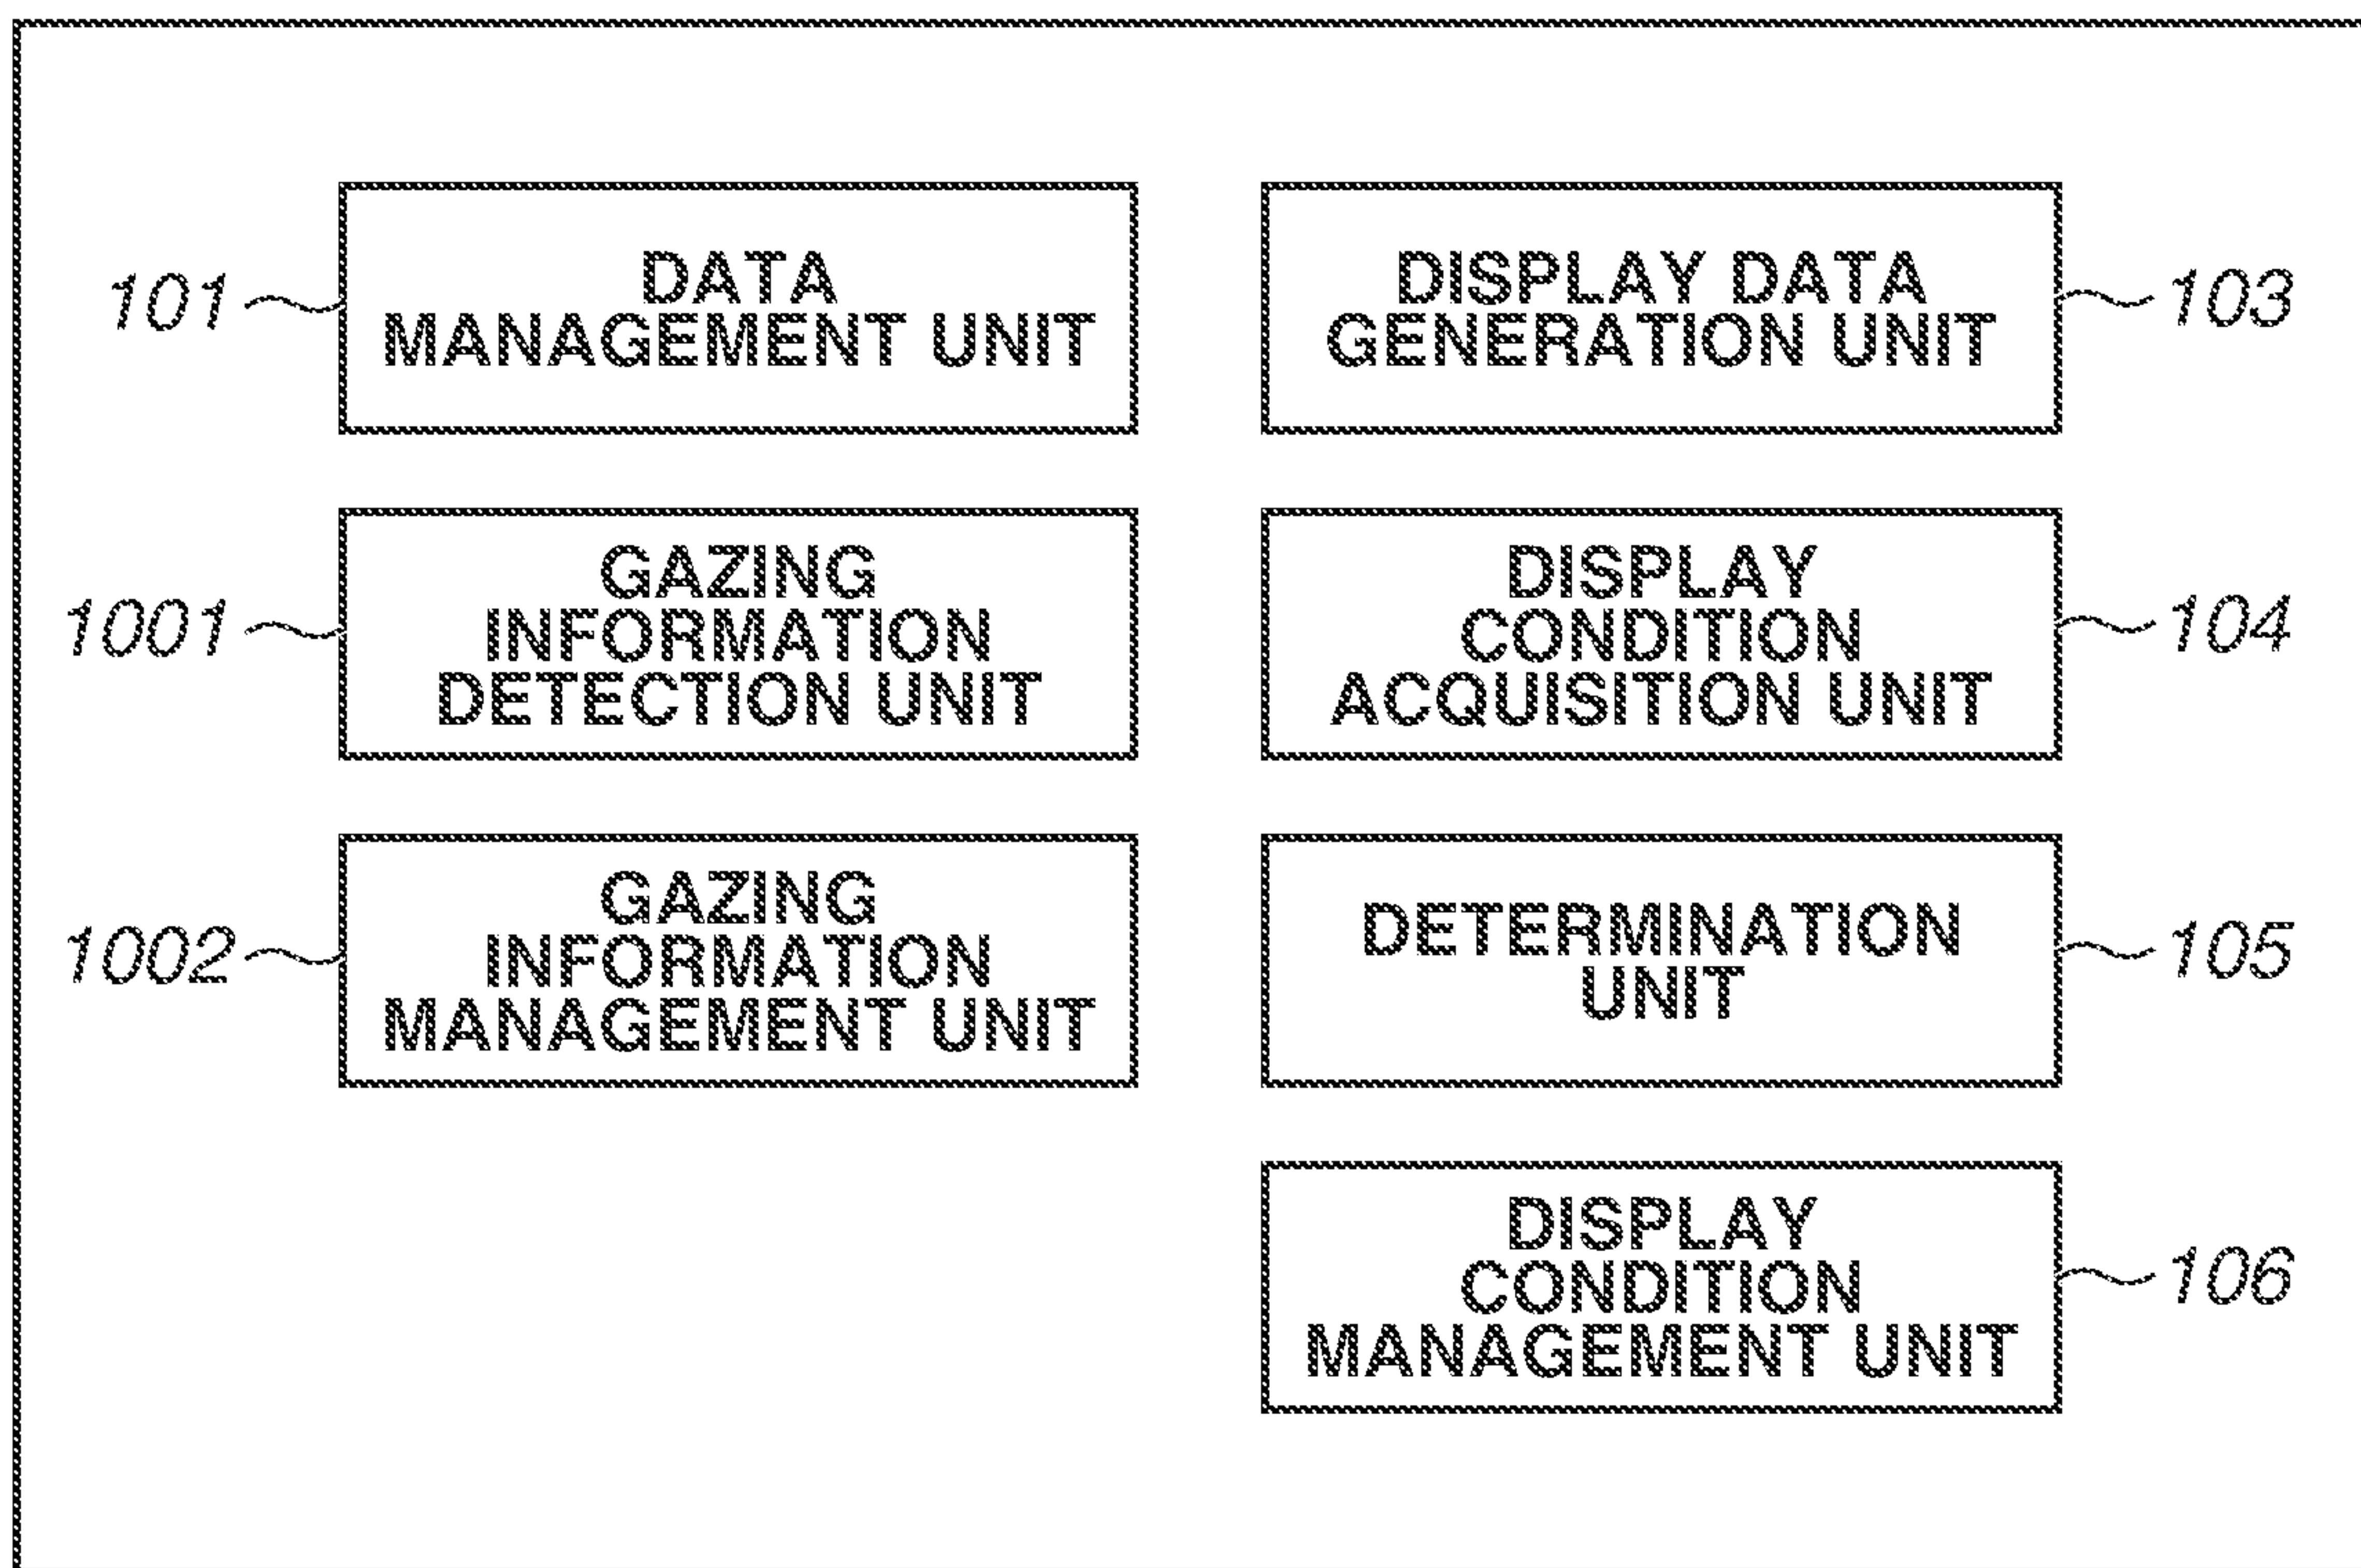 101
DATA
MANAGEMENT UNIT
DISPLAY DATA
GENERATION UNIT
103
1001
GAZING
INFORMATION
DETECTION UNIT
DISPLAY
CONDITION
ACQUISITION UNIT
104
1002
GAZING
INFORMATION
MANAGEMENT UNIT
DETERMINATION
UNIT
105
DISPLAY
CONDITION
MANAGEMENT UNIT
106